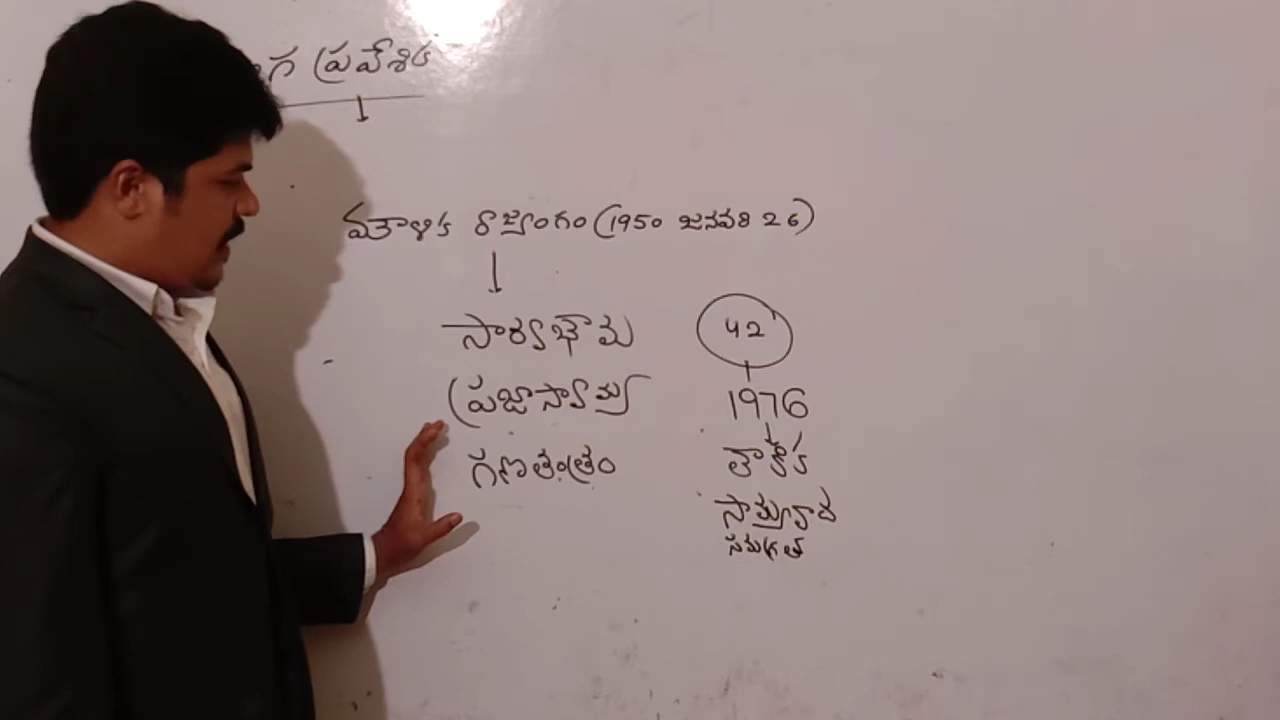 ప్రవేశిక
మౌళిక రాజ్యంగం (1950 జనవరి 26)
సార్వభౌమ
42
ప్రజాస్వామ్య
1976
గణతంత్రం
లౌకిక
సామ్యవాద
సమగ్రత